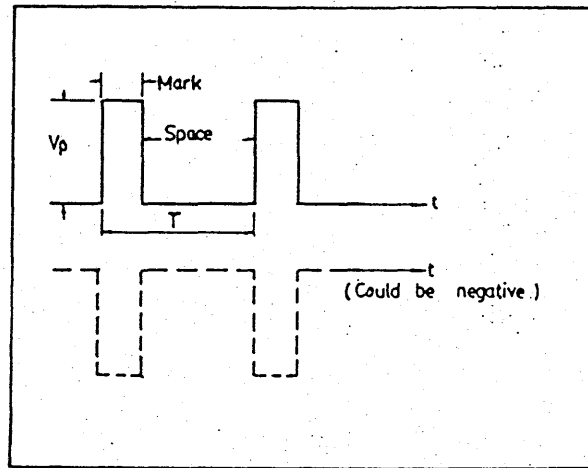 Mark
Vp
Space
t
T
t
(Could be negative.)